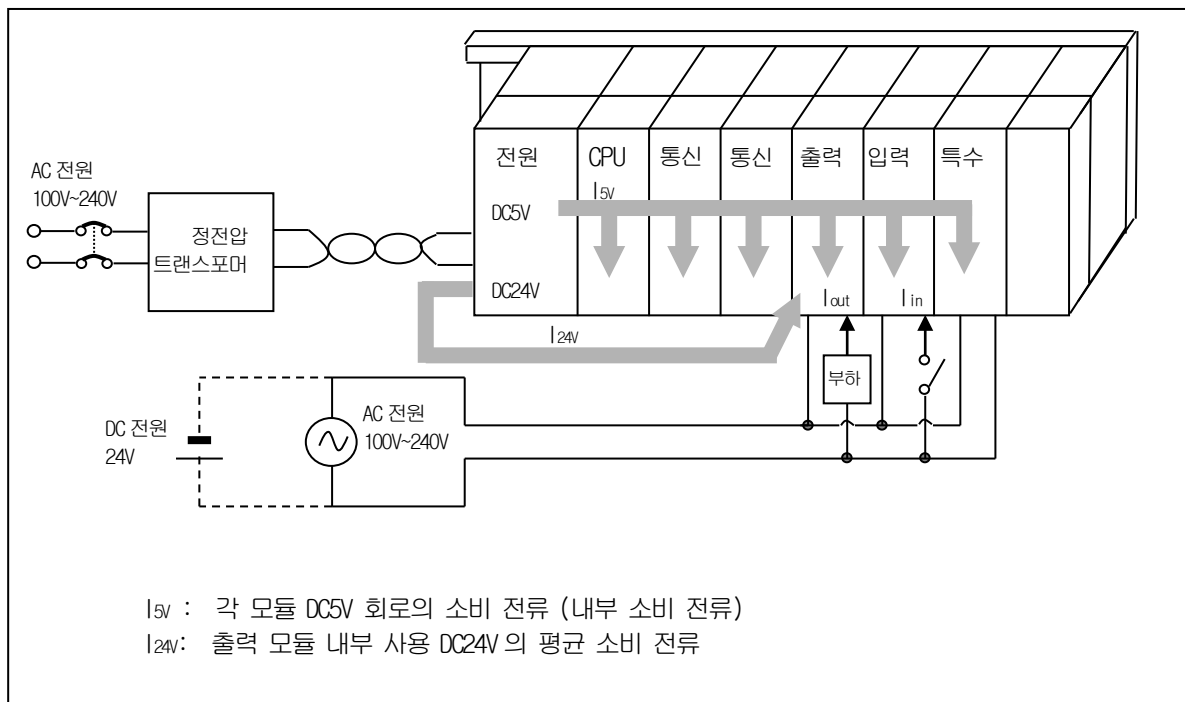 전원 CPU 통신 통신 출력 입력 특수
AC 전원
100V~240V
I5V
DC5V
정전압
트랜스포머
DC24V
Iout
Iin
I24V
부하
AC 전원
100V~240V
DC 전원
24V
I5V : 각 모듈 DC5V 회로의 소비 전류 (내부 소비 전류)
I24V: 출력 모듈 내부 사용 DC24V 의 평균 소비 전류